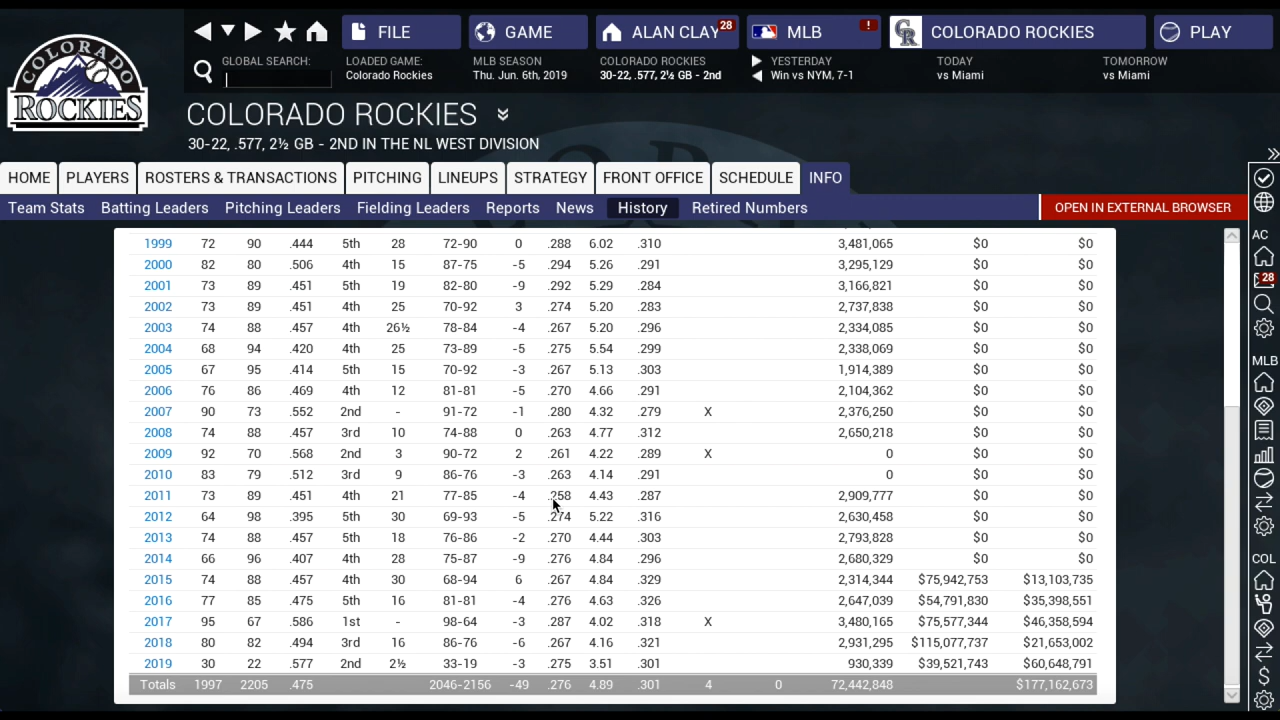 COLORADO
ROCKIES
FILE
GAME
ALAN CLAY
28
MLB
!
CR
COLORADO ROCKIES
PLAY
GLOBAL SEARCH:
LOADED GAME:
Colorado Rockies
MLB SEASON
Thu. Jun. 6th, 2019
COLORADO ROCKIES
30-22, .577, 2½ GB - 2nd
YESTERDAY
Win vs NYM, 7-1
TODAY
vs Miami
TOMORROW
vs Miami
COLORADO ROCKIES
30-22, .577, 2½ GB - 2ND IN THE NL WEST DIVISION
HOME PLAYERS ROSTERS & TRANSACTIONS PITCHING LINEUPS STRATEGY FRONT OFFICE SCHEDULE INFO
Team Stats Batting Leaders Pitching Leaders Fielding Leaders Reports News History Retired Numbers OPEN IN EXTERNAL BROWSER
1999 72 90 .444 5th 28 72-90 0 .288 6.02 .310 3,481,065 $0 $0
2000 82 80 .506 4th 15 87-75 -5 .294 5.26 .291 3,295,129 $0 $0
2001 73 89 .451 5th 19 82-80 -9 .292 5.29 .284 3,166,821 $0 $0
2002 73 89 .451 4th 25 70-92 3 .274 5.20 .283 2,737,838 $0 $0
2003 74 88 .457 4th 26½ 78-84 -4 .267 5.20 .296 2,334,085 $0 $0
2004 68 94 .420 4th 25 73-89 -5 .275 5.54 .299 2,338,069 $0 $0
2005 67 95 .414 5th 15 70-92 -3 .267 5.13 .303 1,914,389 $0 $0
2006 76 86 .469 4th 12 81-81 -5 .270 4.66 .291 2,104,362 $0 $0
2007 90 73 .552 2nd - 91-72 -1 .280 4.32 .279 X 2,376,250 $0 $0
2008 74 88 .457 3rd 10 74-88 0 .263 4.77 .312 2,650,218 $0 $0
2009 92 70 .568 2nd 3 90-72 2 .261 4.22 .289 X 0 $0 $0
2010 83 79 .512 3rd 9 86-76 -3 .263 4.14 .291 0 $0 $0
2011 73 89 .451 4th 21 77-85 -4 .258 4.43 .287 2,909,777 $0 $0
2012 64 98 .395 5th 30 69-93 -5 .274 5.22 .316 2,630,458 $0 $0
2013 74 88 .457 5th 18 76-86 -2 .270 4.44 .303 2,793,828 $0 $0
2014 66 96 .407 4th 28 75-87 -9 .276 4.84 .296 2,680,329 $0 $0
2015 74 88 .457 4th 30 68-94 6 .267 4.84 .329 2,314,344 $75,942,753 $13,103,735
2016 77 85 .475 5th 16 81-81 -4 .276 4.63 .326 2,647,039 $54,791,830 $35,398,551
2017 95 67 .586 1st - 98-64 -3 .287 4.02 .318 X 3,480,165 $75,577,344 $46,358,594
2018 80 82 .494 3rd 16 86-76 -6 .267 4.16 .321 2,931,295 $115,077,737 $21,653,002
2019 30 22 .577 2nd 2½ 33-19 -3 .275 3.51 .301 930,339 $39,521,743 $60,648,791
Totals 1997 2205 .475 2046-2156 -49 .276 4.89 .301 4 0 72,442,848 $177,162,673
AC
28
MLB
COL
$